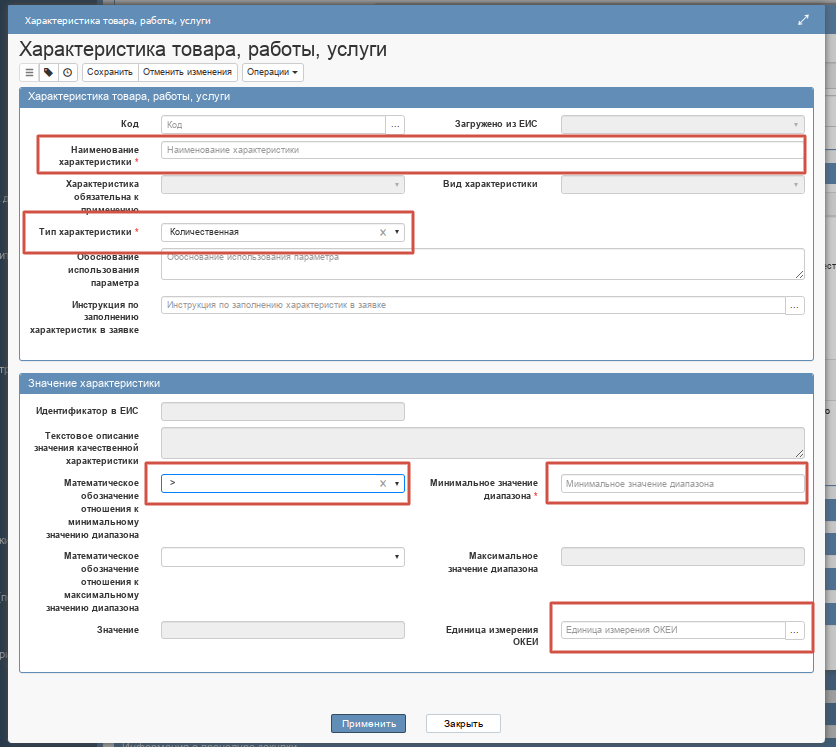 Характеристика товара, работы, услуги
Характеристика товара, работы, услуги
Сохранить Отменить изменения Операции
Характеристика товара, работы, услуги
Код Код ... Загружено из ЕИС
Наименование характеристики * Наименование характеристики
Характеристика обязательна к применению Вид характеристики
Тип характеристики * Количественная x
Обоснование использования параметра Обоснование использования параметра
Инструкция по заполнению характеристик в заявке Инструкция по заполнению характеристик в заявке ...
Значение характеристики
Идентификатор в ЕИС
Текстовое описание значения качественной характеристики
Математическое обозначение отношения к минимальному значению диапазона > x Минимальное значение диапазона * Минимальное значение диапазона
Математическое обозначение отношения к максимальному значению диапазона Максимальное значение диапазона
Значение Единица измерения ОКЕИ Единица измерения ОКЕИ ...
Применить Закрыть